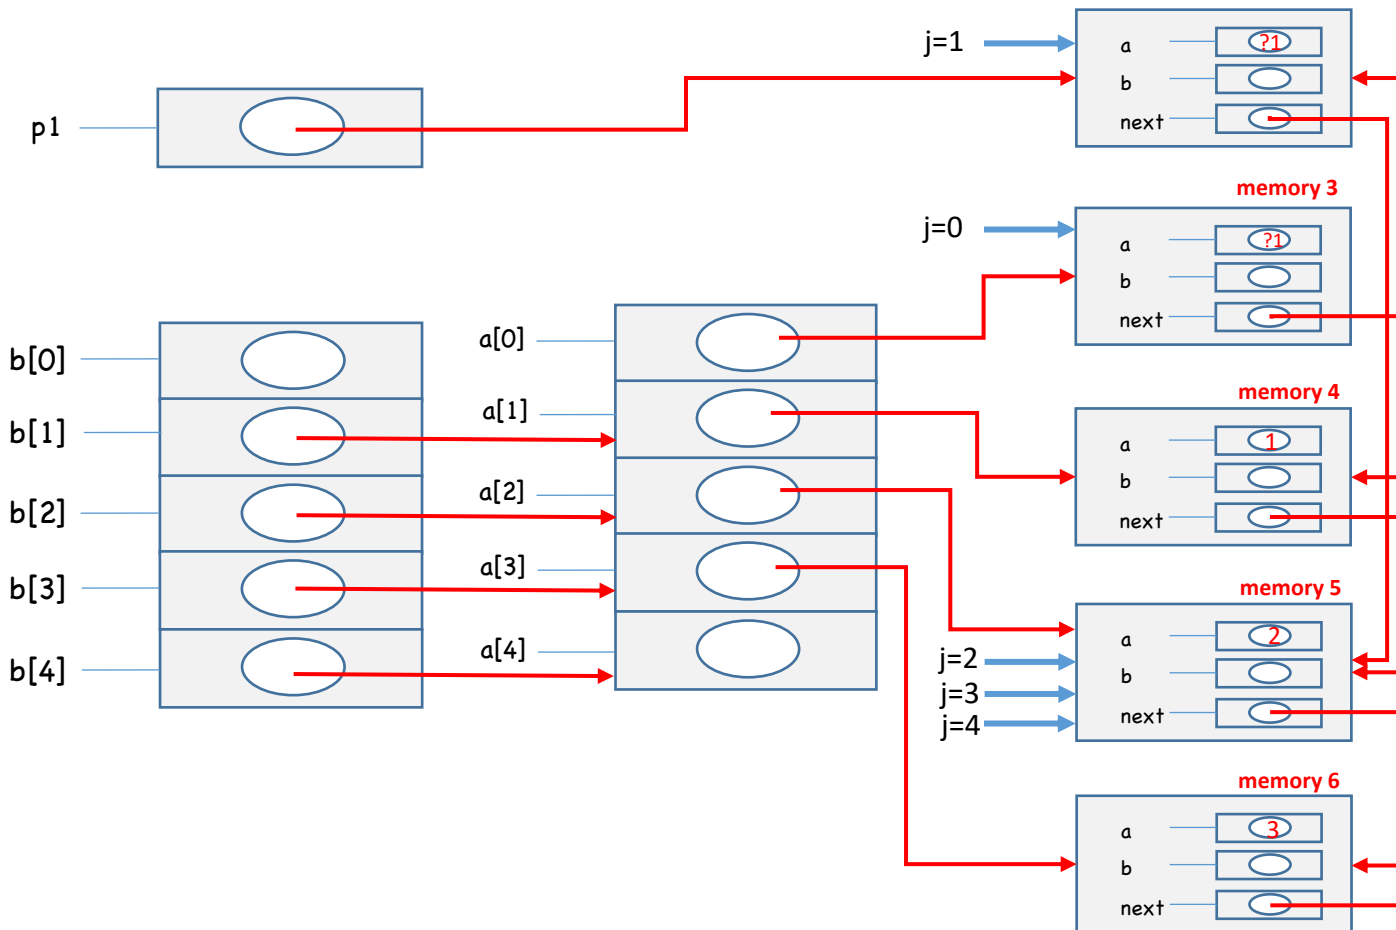 p1
j=1
a ?1
b
next
memory 3
j=0
a ?1
b
next
b[0]
b[1]
b[2]
b[3]
b[4]
a[0]
a[1]
a[2]
a[3]
a[4]
memory 4
a 1
b
next
memory 5
j=2
j=3
j=4
a 2
b
next
memory 6
a 3
b
next